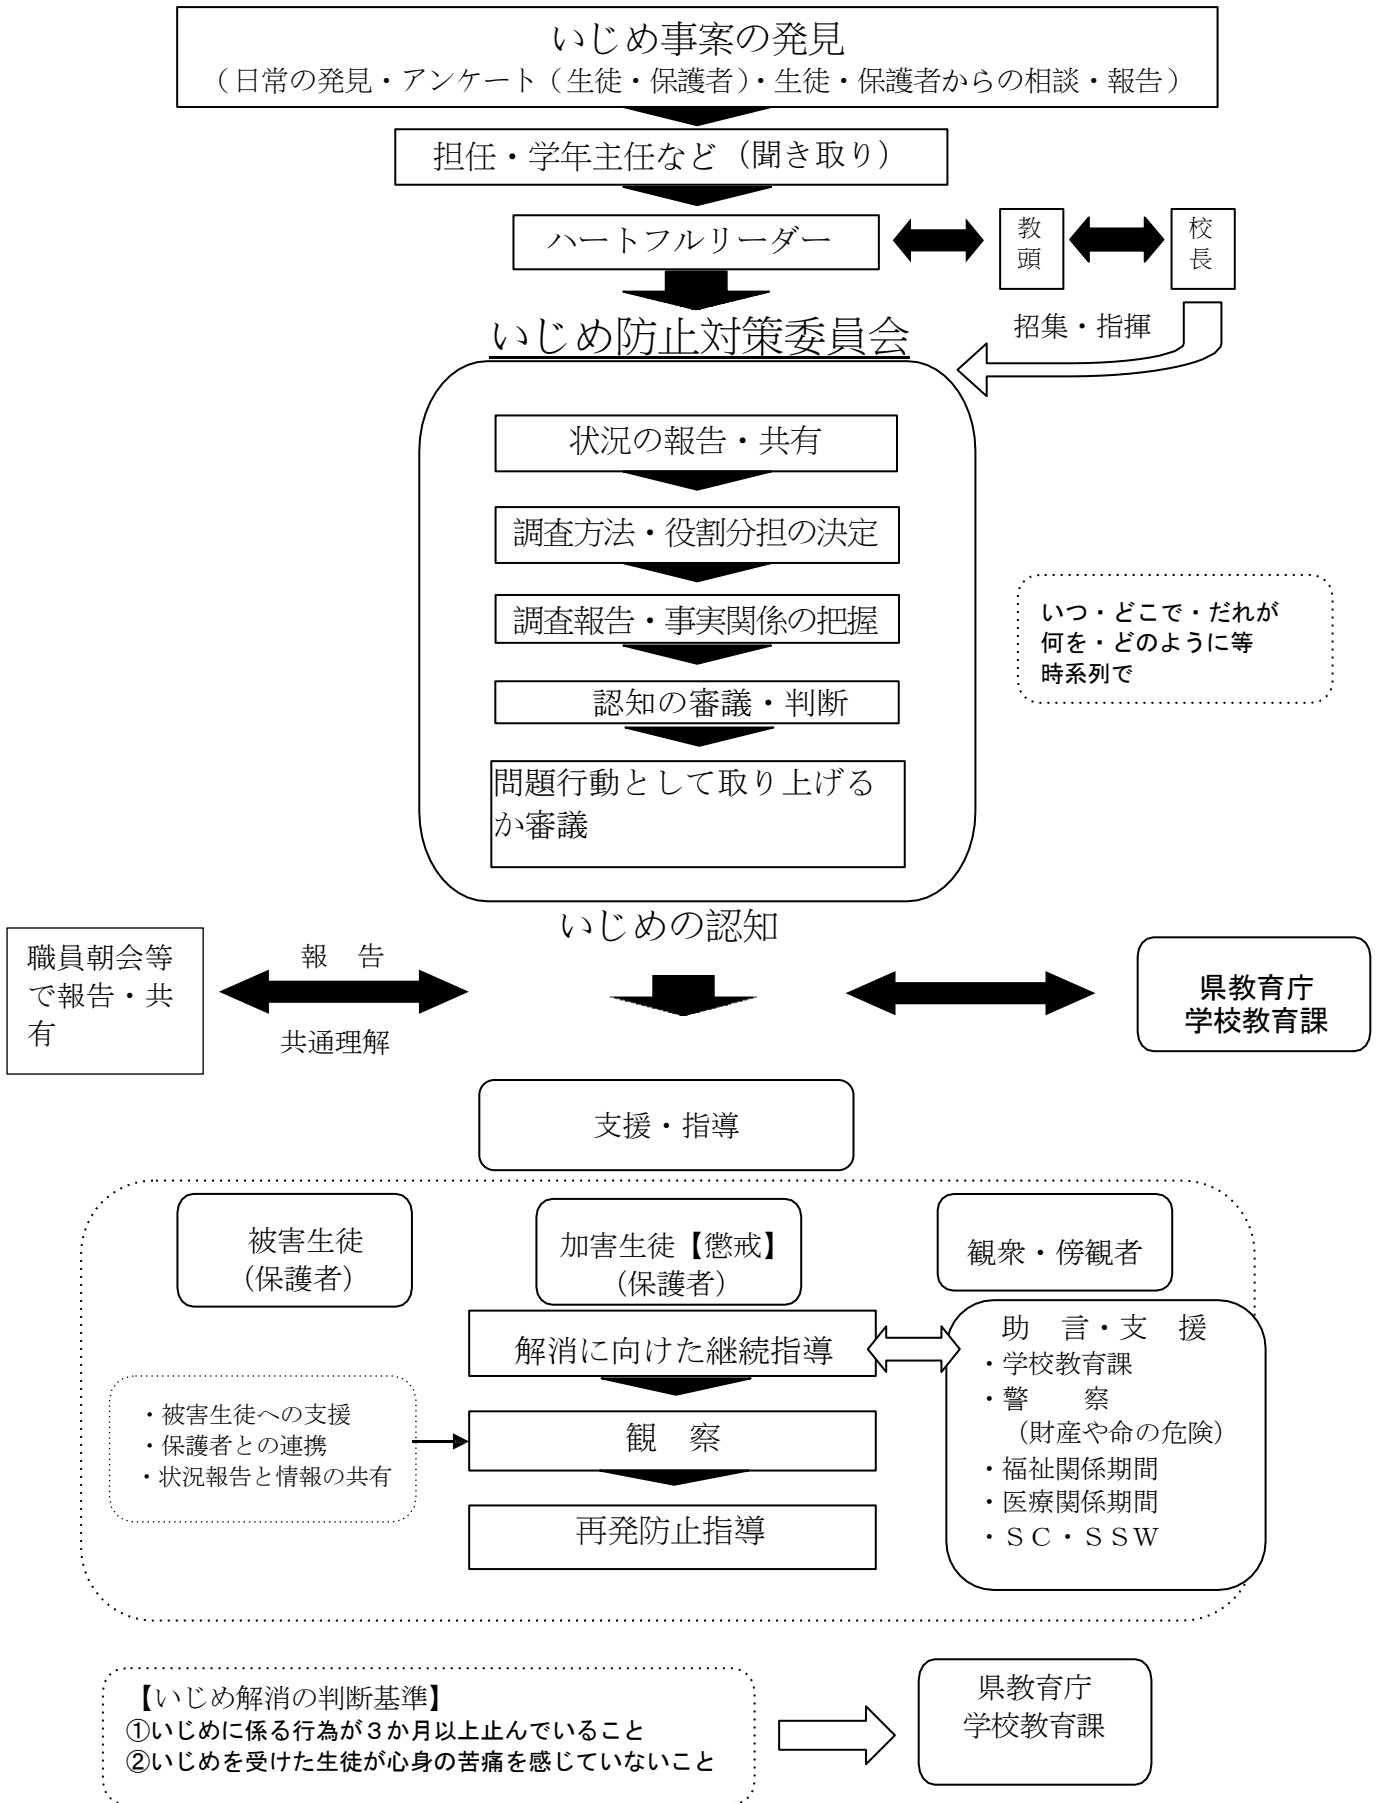 いじめ事案の発見
（日常の発見・アンケート（生徒・保護者）・生徒・保護者からの相談・報告）
担任・学年主任など（聞き取り）
ハートフルリーダー
教
頭
校
長
招集・指揮
いじめ防止対策委員会
状況の報告・共有
調査方法・役割分担の決定
調査報告・事実関係の把握
いつ・どこで・だれが
何を・どのように等
時系列で
認知の審議・判断
問題行動として取り上げる
か審議
いじめの認知
職員朝会等
で報告・共
有
報　告
共通理解
県教育庁
学校教育課
支援・指導
被害生徒
（保護者）
加害生徒【懲戒】
（保護者）
観衆・傍観者
解消に向けた継続指導
助　言・支　援
・学校教育課
・警　　察
（財産や命の危険）
・福祉関係期間
・医療関係期間
・ＳＣ・ＳＳＷ
・被害生徒への支援
・保護者との連携
・状況報告と情報の共有
観　察
再発防止指導
【いじめ解消の判断基準】
①いじめに係る行為が３か月以上止んでいること
②いじめを受けた生徒が心身の苦痛を感じていないこと
県教育庁
学校教育課